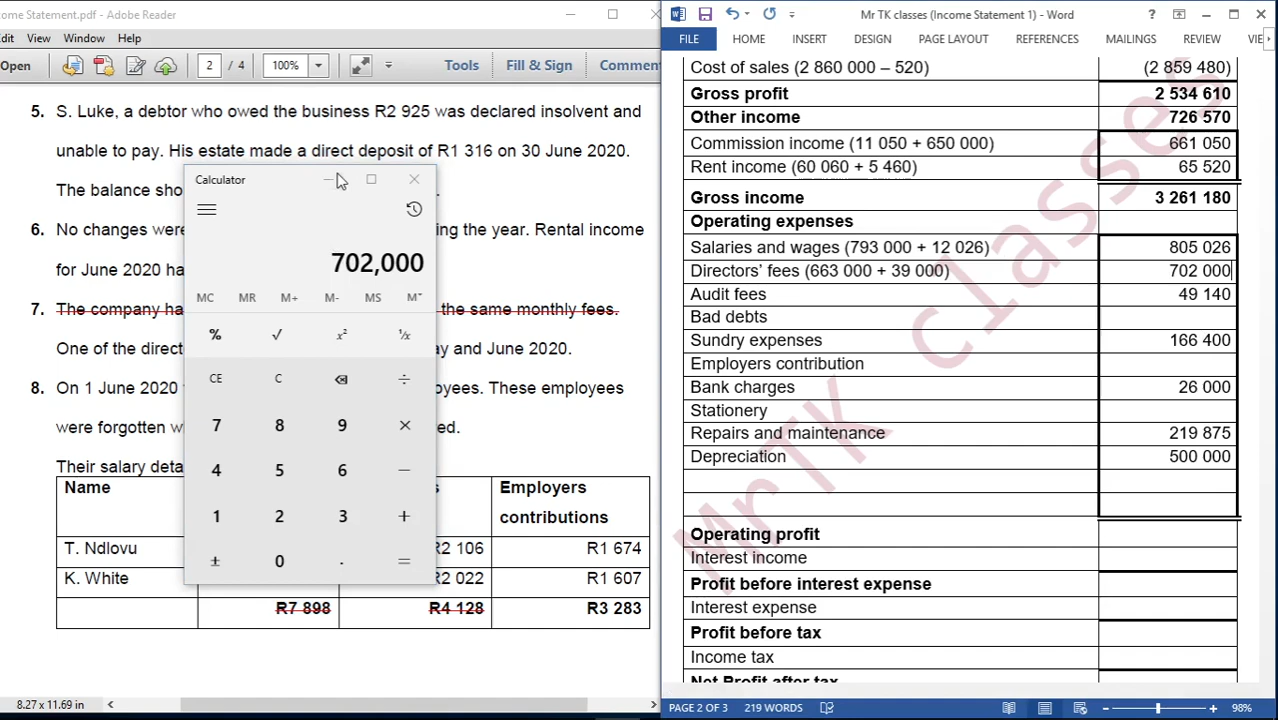 ome Statement.pdf - Adobe Reader
Edit View Window Help
Open 2 / 4 100% Tools Fill & Sign Comment
5. S. Luke, a debtor who owed the business R2 925 was declared insolvent and
unable to pay. His estate made a direct deposit of R1 316 on 30 June 2020.
The balance sho
6. No changes were ing the year. Rental income
for June 2020 ha
7. The company ha the same monthly fees.
One of the direct y and June 2020.
8. On 1 June 2020 oyees. These employees
were forgotten w ed.
Their salary deta
Name s Employers
contributions
T. Ndlovu R2 106 R1 674
K. White R2 022 R1 607
R7 898 R4 128 R3 283
8.27 x 11.69 in
Calculator
702,000
MC MR M+ M- MS M˅
% √ x² ¹/x
CE C ⌫ ÷
7 8 9 ×
4 5 6 −
1 2 3 +
± 0 . =
Mr TK classes (Income Statement 1) - Word
FILE HOME INSERT DESIGN PAGE LAYOUT REFERENCES MAILINGS REVIEW VIE
Cost of sales (2 860 000 – 520) (2 859 480)
Gross profit 2 534 610
Other income 726 570
Commission income (11 050 + 650 000) 661 050
Rent income (60 060 + 5 460) 65 520
Gross income 3 261 180
Operating expenses
Salaries and wages (793 000 + 12 026) 805 026
Directors’ fees (663 000 + 39 000) 702 000
Audit fees 49 140
Bad debts
Sundry expenses 166 400
Employers contribution
Bank charges 26 000
Stationery
Repairs and maintenance 219 875
Depreciation 500 000
Operating profit
Interest income
Profit before interest expense
Interest expense
Profit before tax
Income tax
Net Profit after tax
MrTK classes
PAGE 2 OF 3 219 WORDS 98%